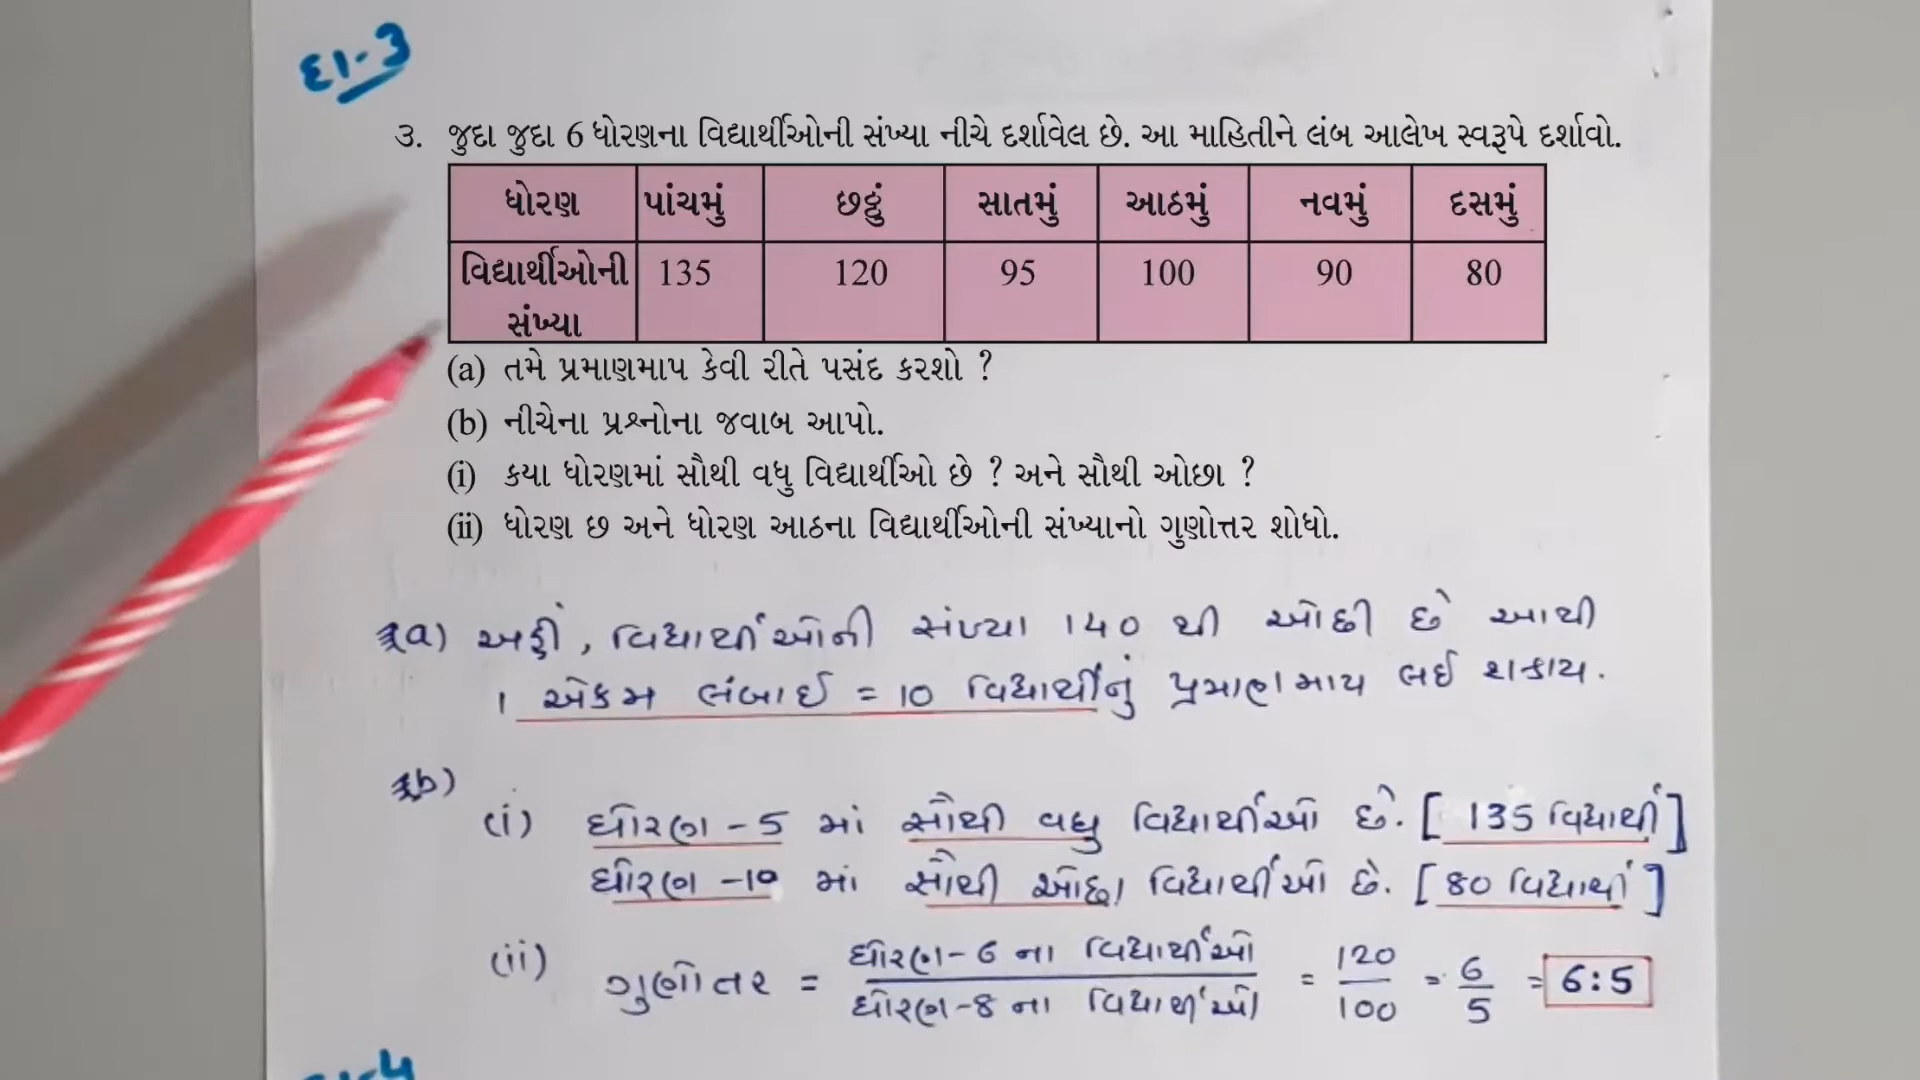 દા-3
૩. જુદા જુદા 6 ધોરણના વિદ્યાર્થીઓની સંખ્યા નીચે દર્શાવેલ છે. આ માહિતીને લંબ આલેખ સ્વરૂપે દર્શાવો.
ધોરણ પાંચમું છઠ્ઠું સાતમું આઠમું નવમું દસમું
વિદ્યાર્થીઓની 135 120 95 100 90 80
સંખ્યા
(a) તમે પ્રમાણમાપ કેવી રીતે પસંદ કરશો ?
(b) નીચેના પ્રશ્નોના જવાબ આપો.
(i) કયા ધોરણમાં સૌથી વધુ વિદ્યાર્થીઓ છે ? અને સૌથી ઓછા ?
(ii) ધોરણ છ અને ધોરણ આઠના વિદ્યાર્થીઓની સંખ્યાનો ગુણોત્તર શોધો.
(a) અહીં, વિદ્યાર્થીઓની સંખ્યા 140 થી ઓછી છે આથી
1 એકમ લંબાઈ = 10 વિદ્યાર્થીનું પ્રમાણમાપ લઈ શકાય.
(b)
(i) ધોરણ - 5 માં સૌથી વધુ વિદ્યાર્થીઓ છે. [ 135 વિદ્યાર્થી ]
ધોરણ -10 માં સૌથી ઓછા વિદ્યાર્થીઓ છે. [ 80 વિદ્યાર્થી ]
(ii) ગુણોતર = ધોરણ- 6 ના વિદ્યાર્થીઓ / ધોરણ-8 ના વિદ્યાર્થીઓ = 120/100 = 6/5 = 6:5